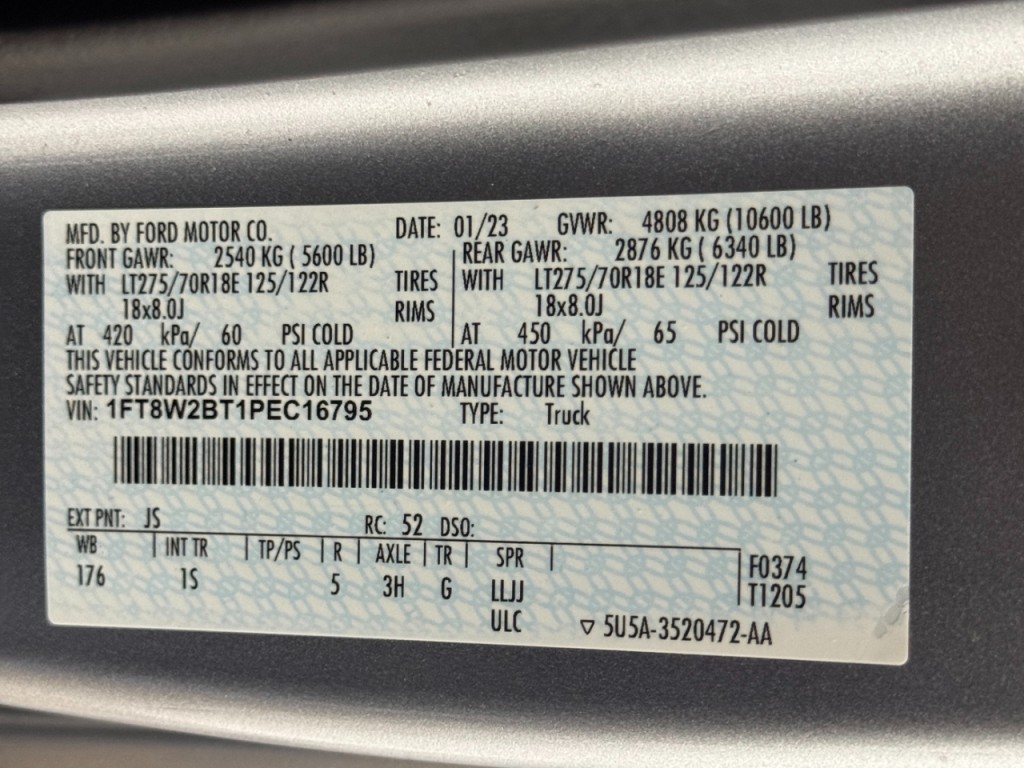 MFD. BY FORD MOTOR CO. DATE: 01/23 GVWR: 4808 KG (10600 LB)
FRONT GAWR: 2540 KG ( 5600 LB) REAR GAWR: 2876 KG ( 6340 LB)
WITH LT275/70R18E 125/122R TIRES WITH LT275/70R18E 125/122R TIRES
18x8.0J RIMS 18x8.0J RIMS
AT 420 kPa/ 60 PSI COLD AT 450 kPa/ 65 PSI COLD
THIS VEHICLE CONFORMS TO ALL APPLICABLE FEDERAL MOTOR VEHICLE
SAFETY STANDARDS IN EFFECT ON THE DATE OF MANUFACTURE SHOWN ABOVE.
VIN: 1FT8W2BT1PEC16795 TYPE: Truck
EXT PNT: JS RC: 52 DSO:
WB INT TR TP/PS R AXLE TR SPR F0374
176 1S 5 3H G LLJJ T1205
ULC ▽ 5U5A-3520472-AA